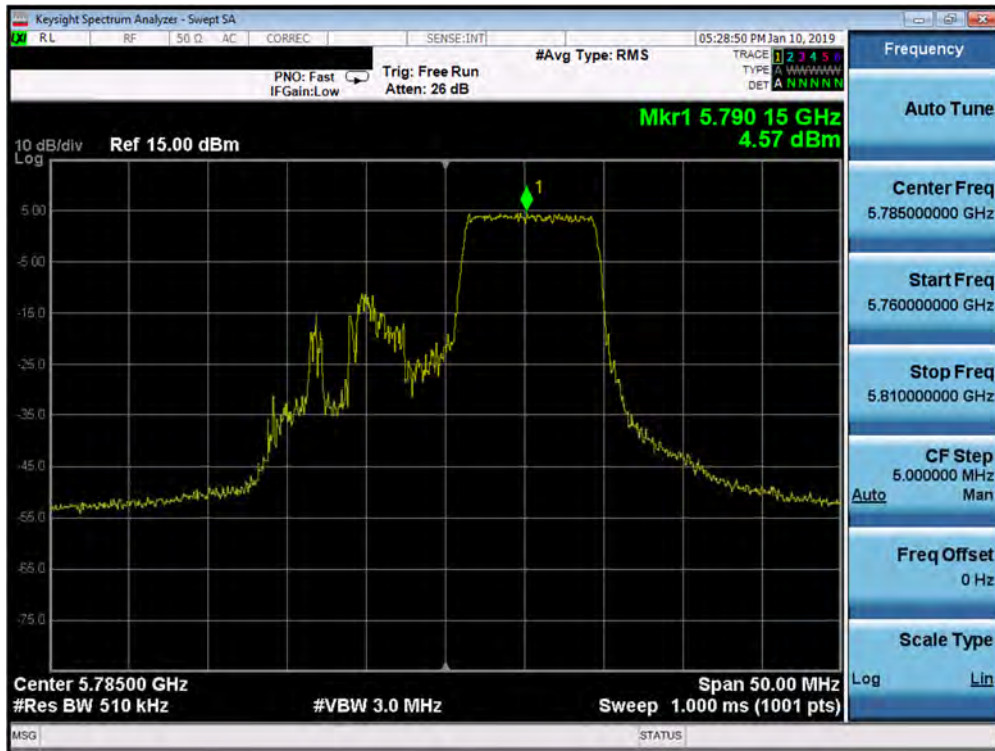 Keysight Spectrum Analyzer - Swept SA
LXI RL RF 50 Ω AC CORREC SENSE:INT 05:28:50 PM Jan 10, 2019
#Avg Type: RMS
TRACE 1 2 3 4 5 6
PNO: Fast Trig: Free Run
TYPE A WWWWW
IFGain:Low Atten: 26 dB
DET A N N N N N
Mkr1 5.790 15 GHz
4.57 dBm
10 dB/div Ref 15.00 dBm
Log
1
5.00
-5.00
-15.0
-25.0
-35.0
-45.0
-55.0
-65.0
-75.0
Center 5.78500 GHz Span 50.00 MHz
#Res BW 510 kHz #VBW 3.0 MHz Sweep 1.000 ms (1001 pts)
MSG STATUS
Frequency
Auto Tune
Center Freq
5.785000000 GHz
Start Freq
5.760000000 GHz
Stop Freq
5.810000000 GHz
CF Step
5.000000 MHz
Auto Man
Freq Offset
0 Hz
Scale Type
Log Lin